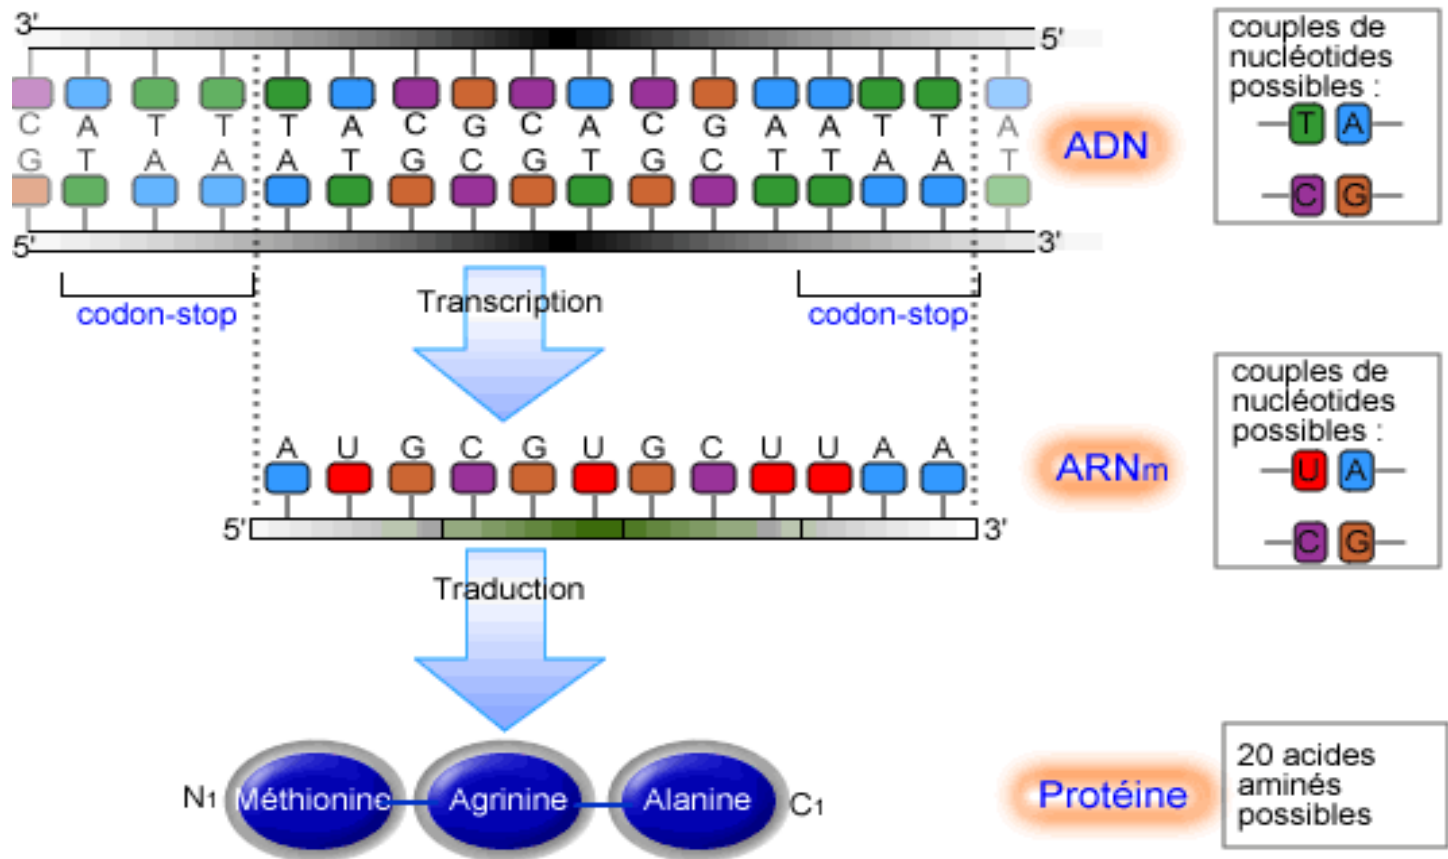 3'
5'
C A T T T A C G C A C G A A T T A
G T A A A T G C G T G C T T A A T
5'
3'
codon-stop
codon-stop
couples de
nucléotides
possibles :
T A
C G
ADN
Transcription
A U G C G U G C U U A A
5'
3'
couples de
nucléotides
possibles :
U A
C G
ARNm
Traduction
N1 Méthionine Agrinine Alanine C1
Protéine
20 acides
aminés
possibles